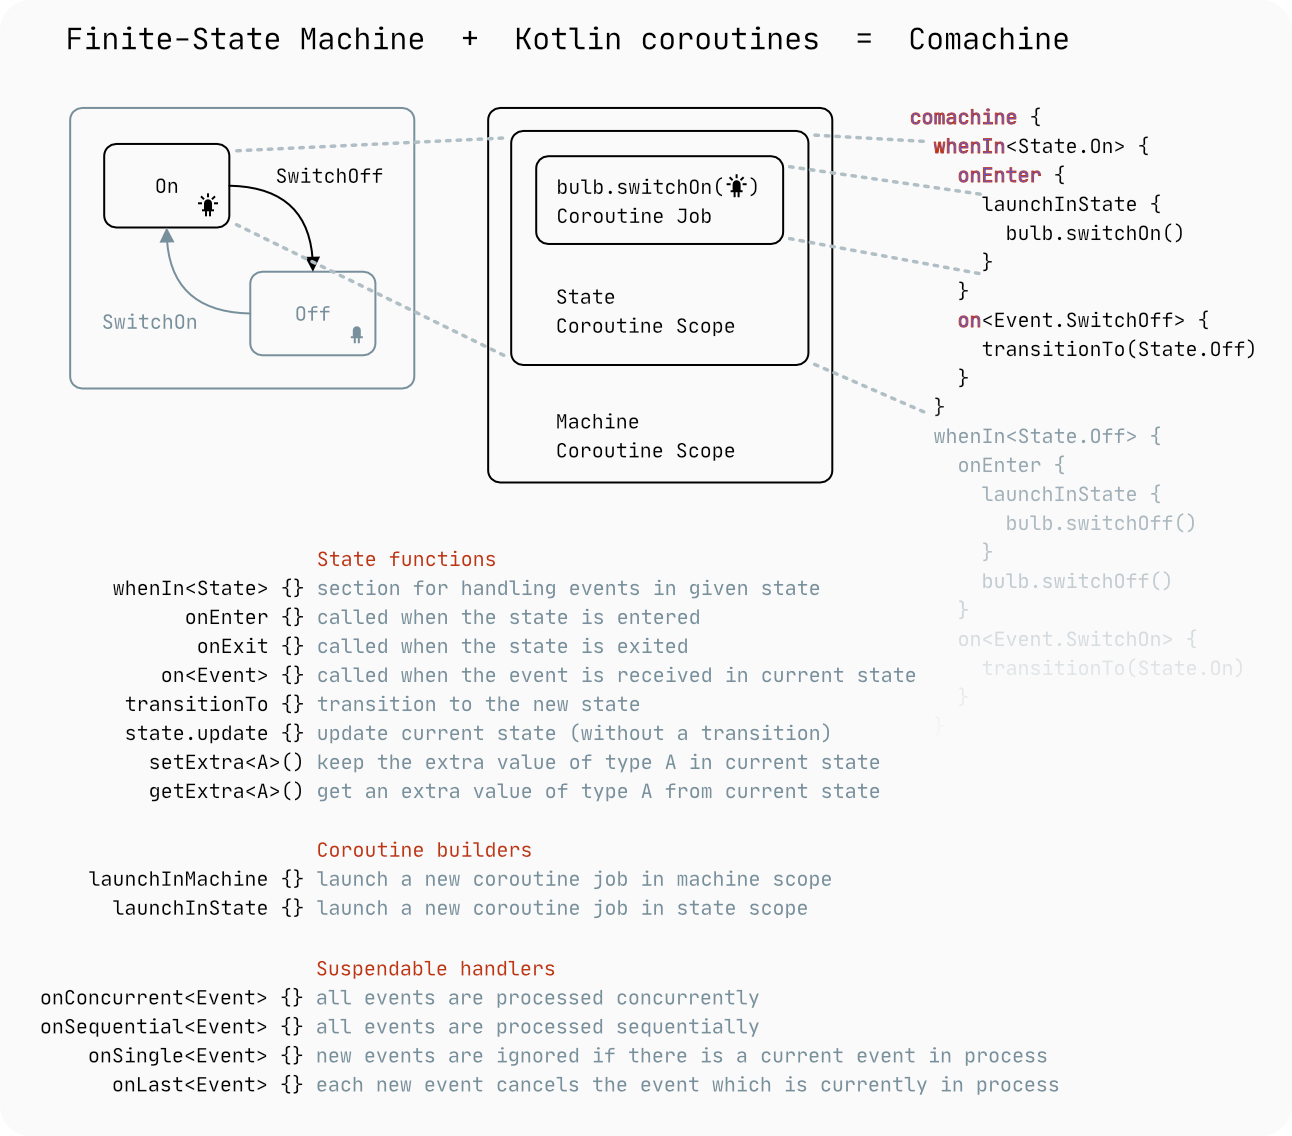 Finite-State Machine + Kotlin coroutines = Comachine
On
SwitchOff
Off
SwitchOn
bulb.switchOn( )
Coroutine Job
State
Coroutine Scope
Machine
Coroutine Scope
comachine {
whenIn<State.On> {
onEnter {
launchInState {
bulb.switchOn()
}
}
on<Event.SwitchOff> {
transitionTo(State.Off)
}
}
whenIn<State.Off> {
onEnter {
launchInState {
bulb.switchOff()
}
bulb.switchOff()
}
on<Event.SwitchOn> {
transitionTo(State.On)
}
}
State functions
whenIn<State> {} section for handling events in given state
onEnter {} called when the state is entered
onExit {} called when the state is exited
on<Event> {} called when the event is received in current state
transitionTo {} transition to the new state
state.update {} update current state (without a transition)
setExtra<A>() keep the extra value of type A in current state
getExtra<A>() get an extra value of type A from current state
Coroutine builders
launchInMachine {} launch a new coroutine job in machine scope
launchInState {} launch a new coroutine job in state scope
Suspendable handlers
onConcurrent<Event> {} all events are processed concurrently
onSequential<Event> {} all events are processed sequentially
onSingle<Event> {} new events are ignored if there is a current event in process
onLast<Event> {} each new event cancels the event which is currently in process